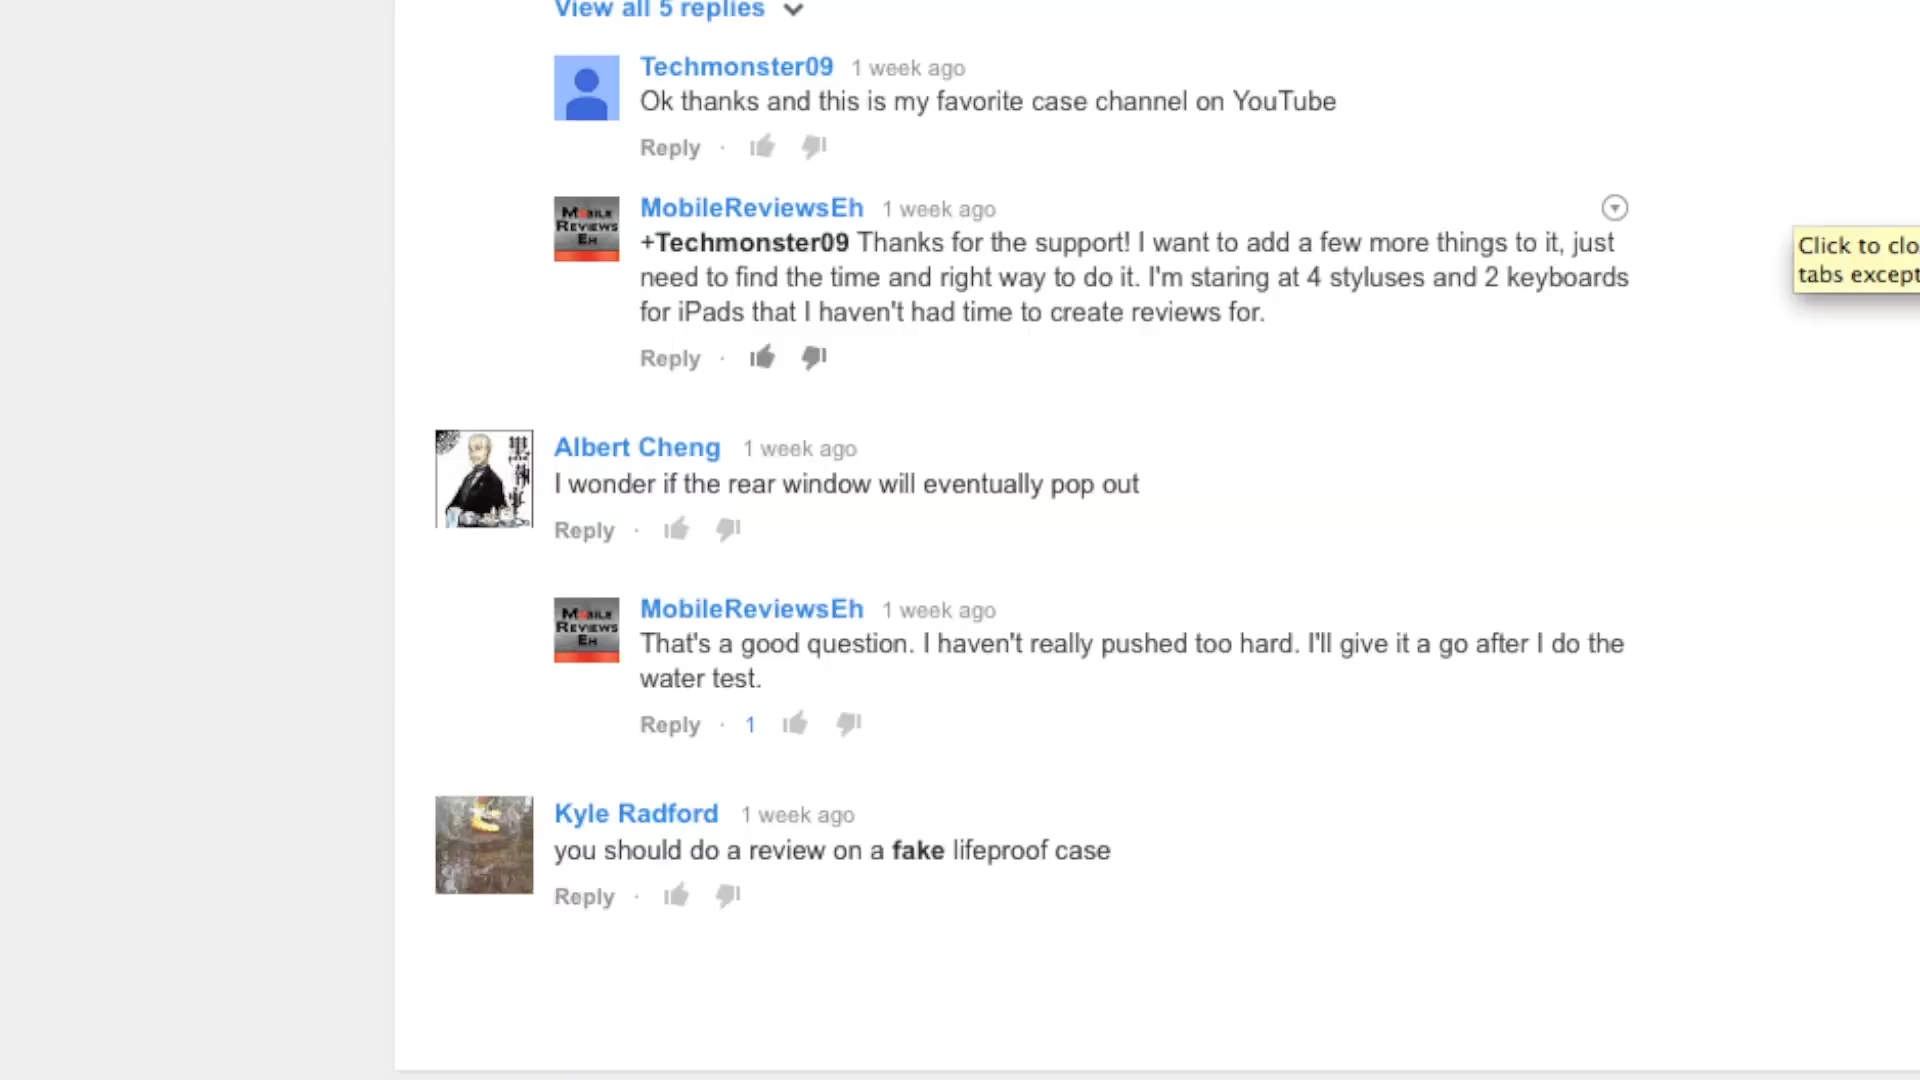 View all 5 replies
Techmonster09 1 week ago
Ok thanks and this is my favorite case channel on YouTube
Reply ·
MOBILE
REVIEWS
EH
MobileReviewsEh 1 week ago
+Techmonster09 Thanks for the support! I want to add a few more things to it, just
need to find the time and right way to do it. I'm staring at 4 styluses and 2 keyboards
for iPads that I haven't had time to create reviews for.
Reply ·
Click to clo
tabs except
Albert Cheng 1 week ago
I wonder if the rear window will eventually pop out
Reply ·
MOBILE
REVIEWS
EH
MobileReviewsEh 1 week ago
That's a good question. I haven't really pushed too hard. I'll give it a go after I do the
water test.
Reply · 1
Kyle Radford 1 week ago
you should do a review on a fake lifeproof case
Reply ·